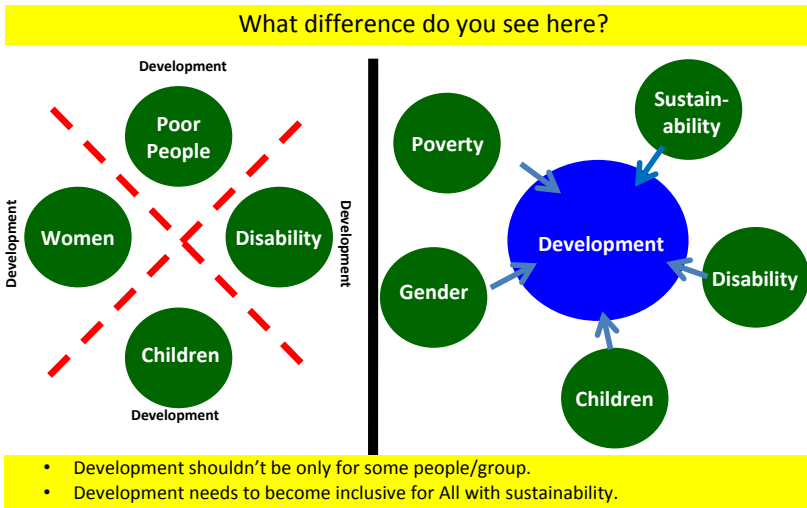 What difference do you see here?
Development
Poor
People
Development
Women
Disability
Development
Children
Development
Sustain-
ability
Poverty
Development
Gender
Disability
Children
• Development shouldn't be only for some people/group.
• Development needs to become inclusive for All with sustainability.